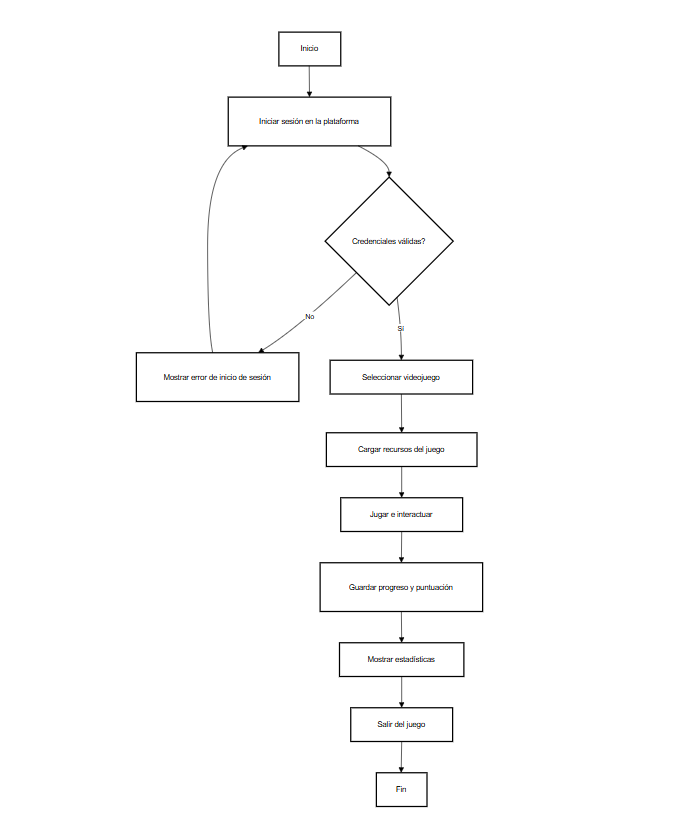 Inicio
Iniciar sesión en la plataforma
Credenciales válidas?
No
Sí
Mostrar error de inicio de sesión
Seleccionar videojuego
Cargar recursos del juego
Jugar e interactuar
Guardar progreso y puntuación
Mostrar estadísticas
Salir del juego
Fin